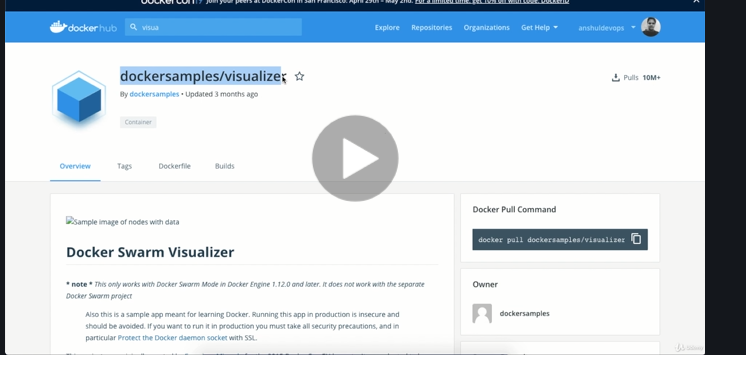 dockercon Join your peers at DockerCon in San Francisco. April 29th – May 2nd. For a limited time, get 10% off with code: DockerID
docker hub
visua
Explore Repositories Organizations Get Help anshuldevops
dockersamples/visualizer
By dockersamples • Updated 3 months ago
Pulls 10M+
Container
Overview Tags Dockerfile Builds
Sample image of nodes with data
Docker Swarm Visualizer
* note * This only works with Docker Swarm Mode in Docker Engine 1.12.0 and later. It does not work with the separate
Docker Swarm project
Also this is a sample app meant for learning Docker. Running this app in production is insecure and
should be avoided. If you want to run it in production you must take all security precautions, and in
particular Protect the Docker daemon socket with SSL.
Docker Pull Command
docker pull dockersamples/visualizer
Owner
dockersamples